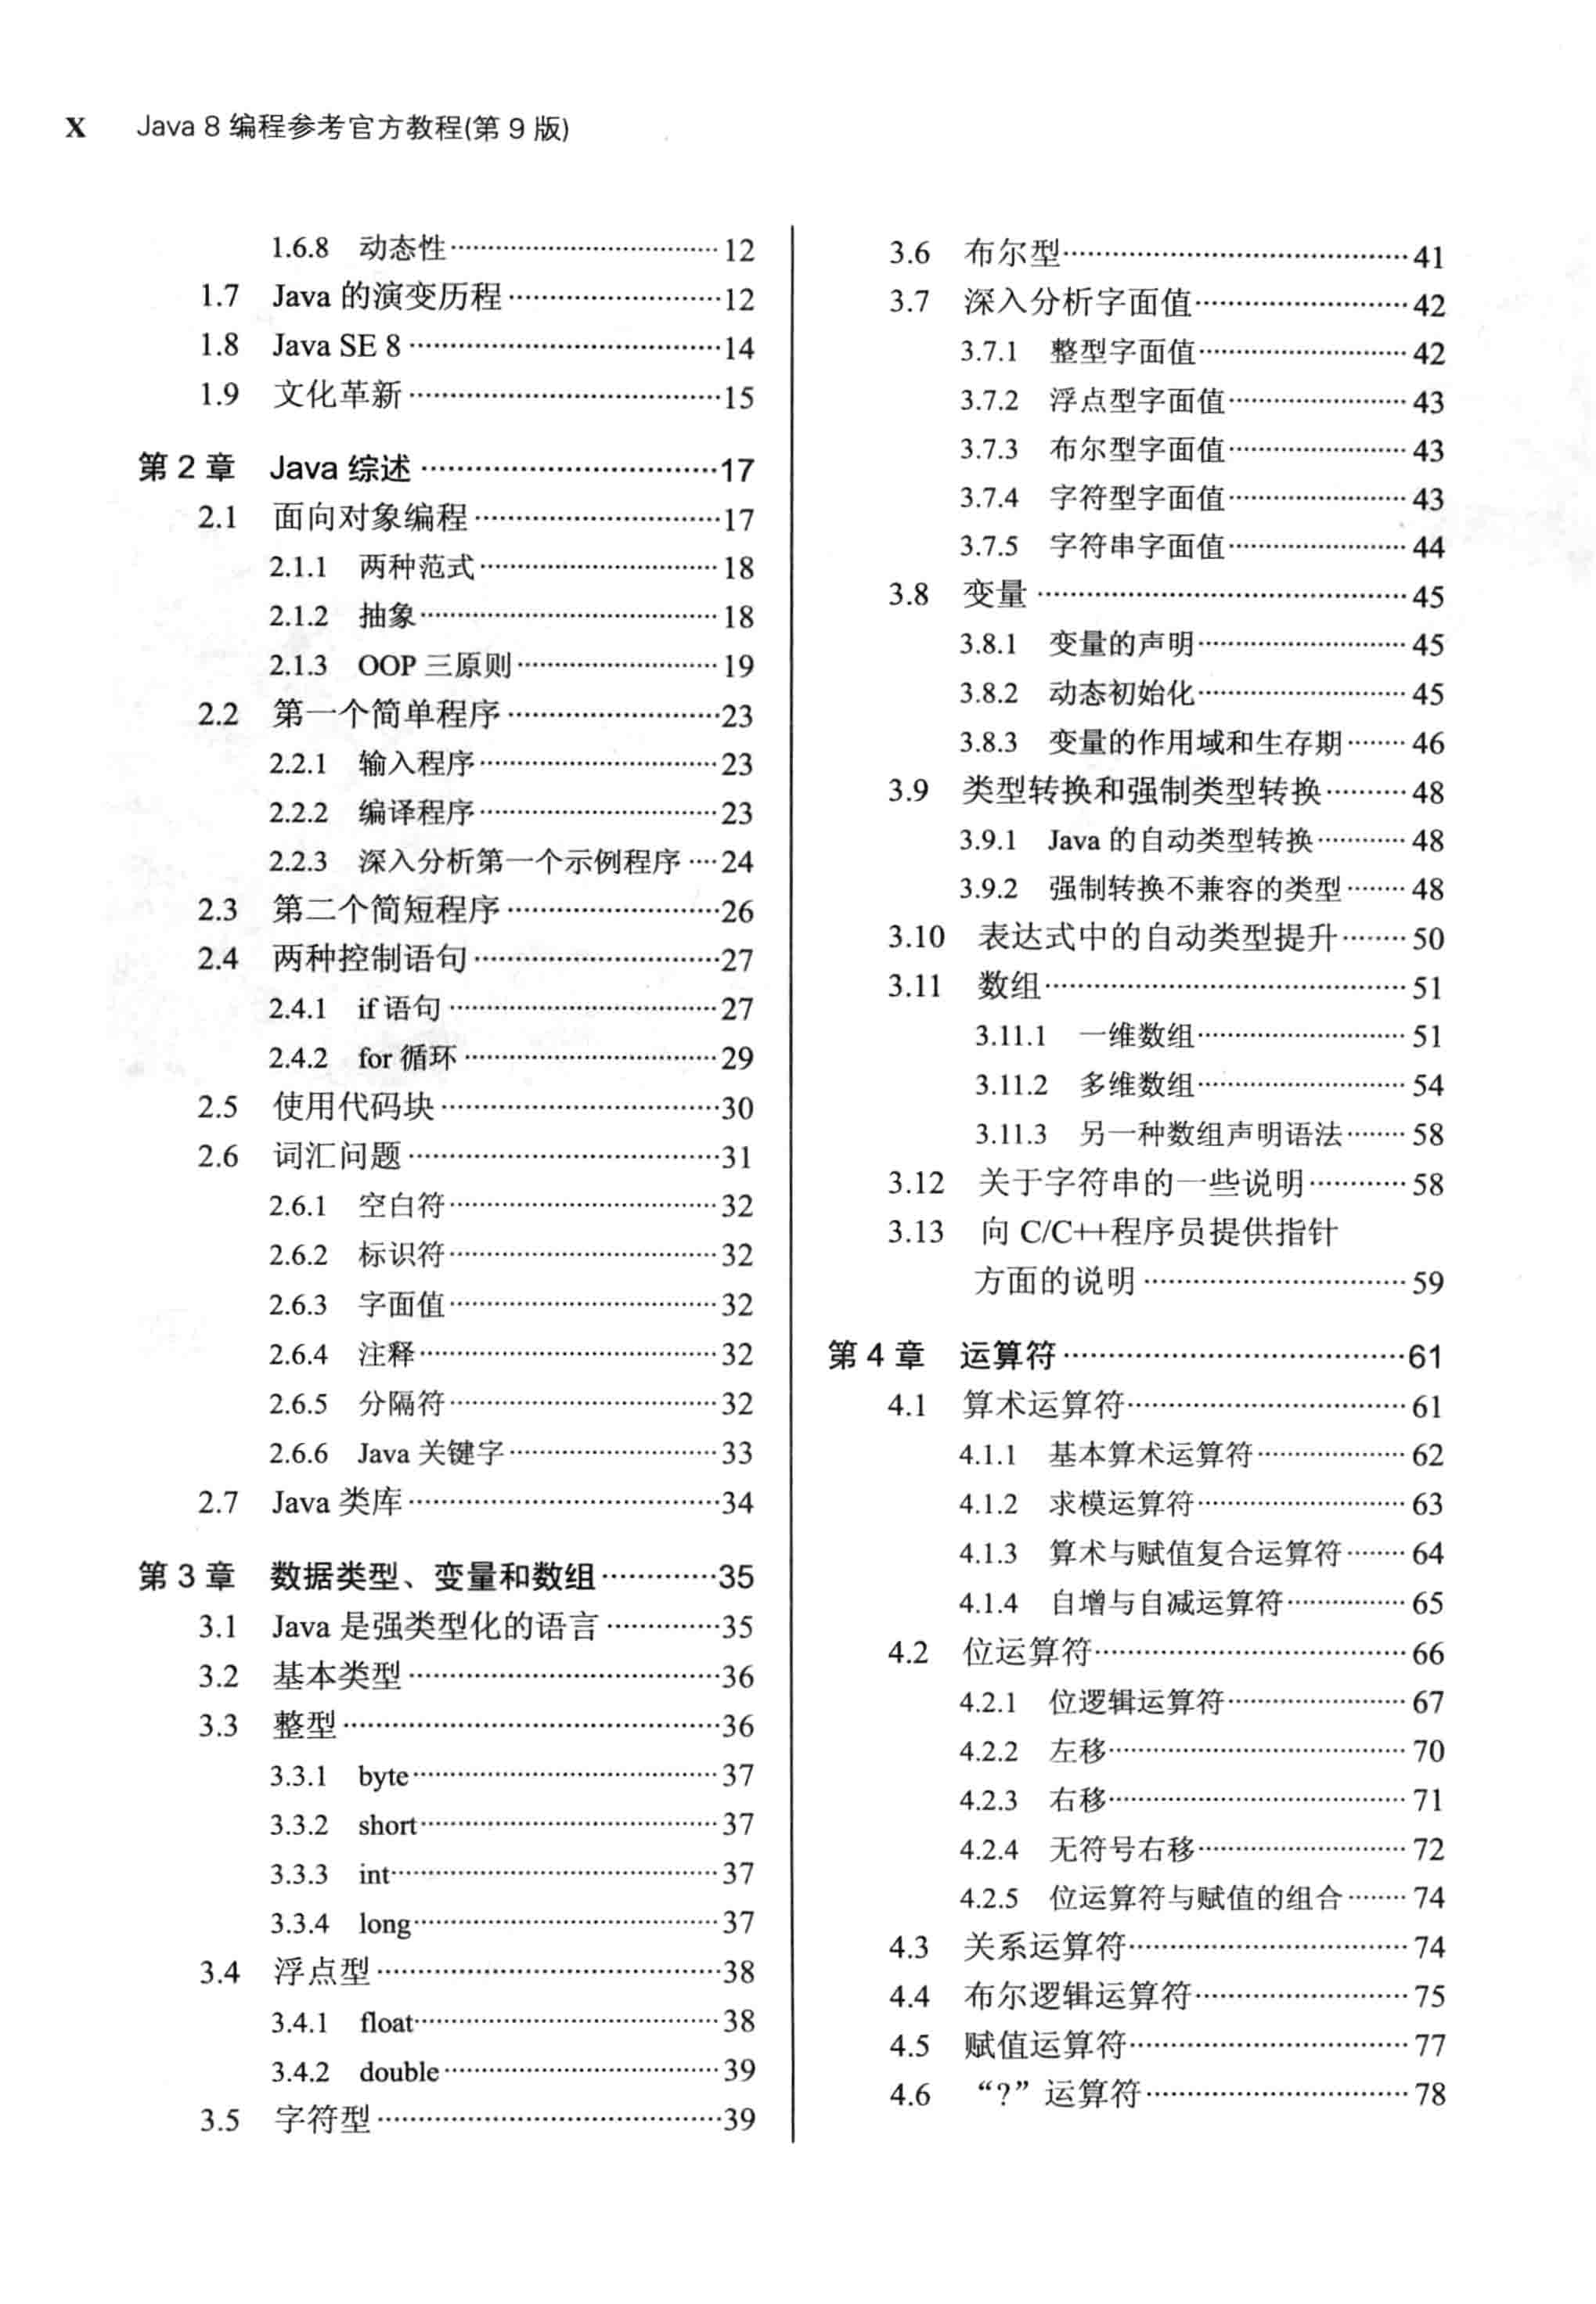 X Java 8 编程参考官方教程(第 9 版)
1.6.8 动态性 12
1.7 Java 的演变历程 12
1.8 Java SE 8 14
1.9 文化革新 15
第 2 章 Java 综述 17
2.1 面向对象编程 17
2.1.1 两种范式 18
2.1.2 抽象 18
2.1.3 OOP 三原则 19
2.2 第一个简单程序 23
2.2.1 输入程序 23
2.2.2 编译程序 23
2.2.3 深入分析第一个示例程序 24
2.3 第二个简短程序 26
2.4 两种控制语句 27
2.4.1 if 语句 27
2.4.2 for 循环 29
2.5 使用代码块 30
2.6 词汇问题 31
2.6.1 空白符 32
2.6.2 标识符 32
2.6.3 字面值 32
2.6.4 注释 32
2.6.5 分隔符 32
2.6.6 Java 关键字 33
2.7 Java 类库 34
第 3 章 数据类型、变量和数组 35
3.1 Java 是强类型化的语言 35
3.2 基本类型 36
3.3 整型 36
3.3.1 byte 37
3.3.2 short 37
3.3.3 int 37
3.3.4 long 37
3.4 浮点型 38
3.4.1 float 38
3.4.2 double 39
3.5 字符型 39
3.6 布尔型 41
3.7 深入分析字面值 42
3.7.1 整型字面值 42
3.7.2 浮点型字面值 43
3.7.3 布尔型字面值 43
3.7.4 字符型字面值 43
3.7.5 字符串字面值 44
3.8 变量 45
3.8.1 变量的声明 45
3.8.2 动态初始化 45
3.8.3 变量的作用域和生存期 46
3.9 类型转换和强制类型转换 48
3.9.1 Java 的自动类型转换 48
3.9.2 强制转换不兼容的类型 48
3.10 表达式中的自动类型提升 50
3.11 数组 51
3.11.1 一维数组 51
3.11.2 多维数组 54
3.11.3 另一种数组声明语法 58
3.12 关于字符串的一些说明 58
3.13 向 C/C++程序员提供指针
方面的说明 59
第 4 章 运算符 61
4.1 算术运算符 61
4.1.1 基本算术运算符 62
4.1.2 求模运算符 63
4.1.3 算术与赋值复合运算符 64
4.1.4 自增与自减运算符 65
4.2 位运算符 66
4.2.1 位逻辑运算符 67
4.2.2 左移 70
4.2.3 右移 71
4.2.4 无符号右移 72
4.2.5 位运算符与赋值的组合 74
4.3 关系运算符 74
4.4 布尔逻辑运算符 75
4.5 赋值运算符 77
4.6 “?”运算符 78